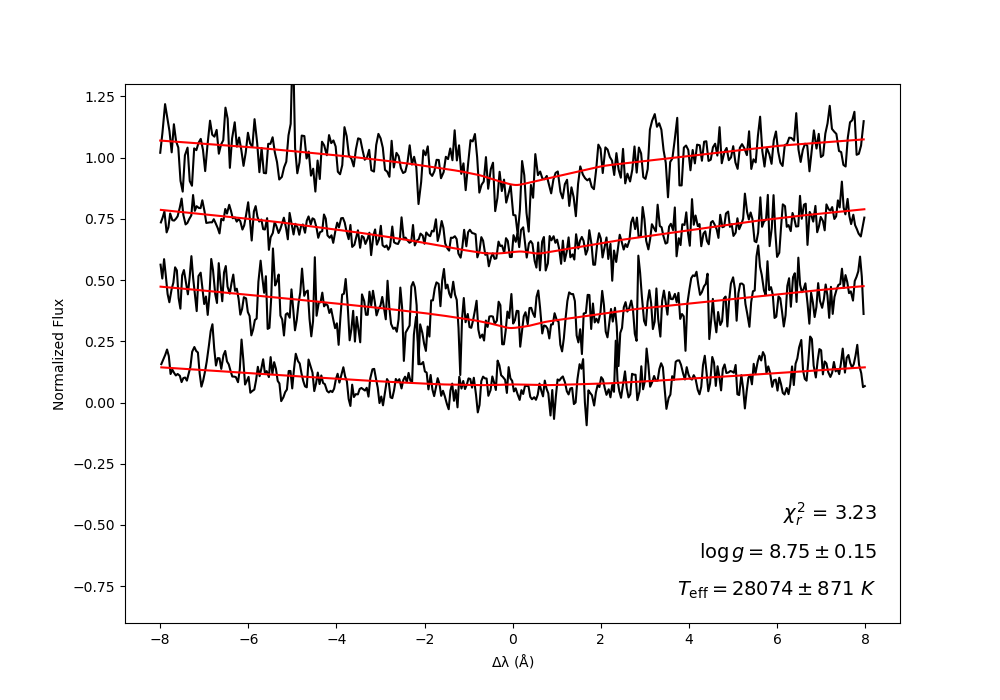 1.25
1.00
0.75
0.50
0.25
0.00
−0.25
−0.50
−0.75
Normalized Flux
χ²ᵣ = 3.23
log g = 8.75 ± 0.15
T_eff = 28074 ± 871 K
−8 −6 −4 −2 0 2 4 6 8
Δλ (Å)